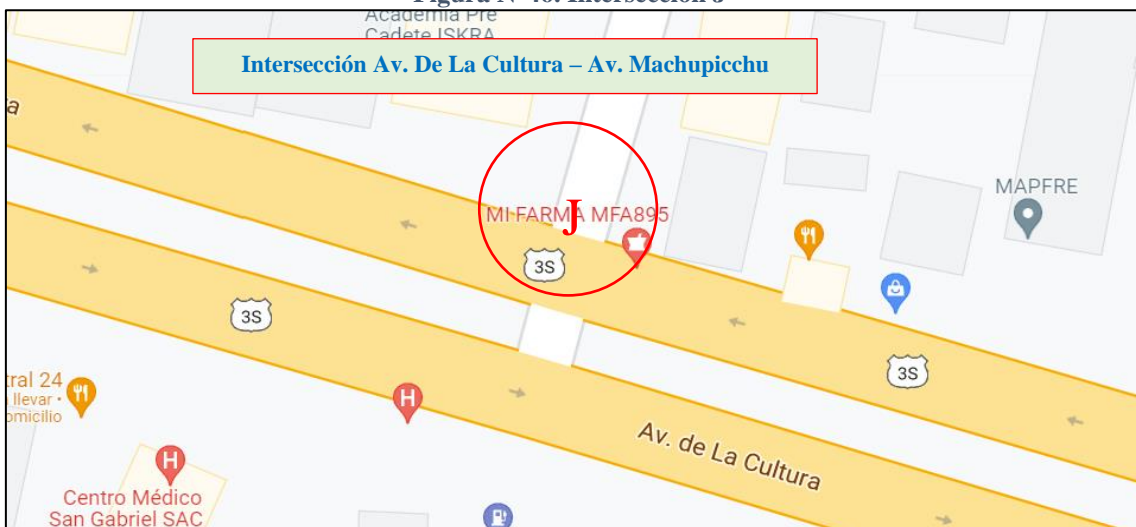 Academia Pre
Cadete ISKRA
Intersección Av. De La Cultura – Av. Machupicchu
a
MAPFRE
MI FARMA MFA895
J
3S
3S
3S
tral 24
llevar •
omicilio
H
Av. de La Cultura
H
Centro Médico
San Gabriel SAC